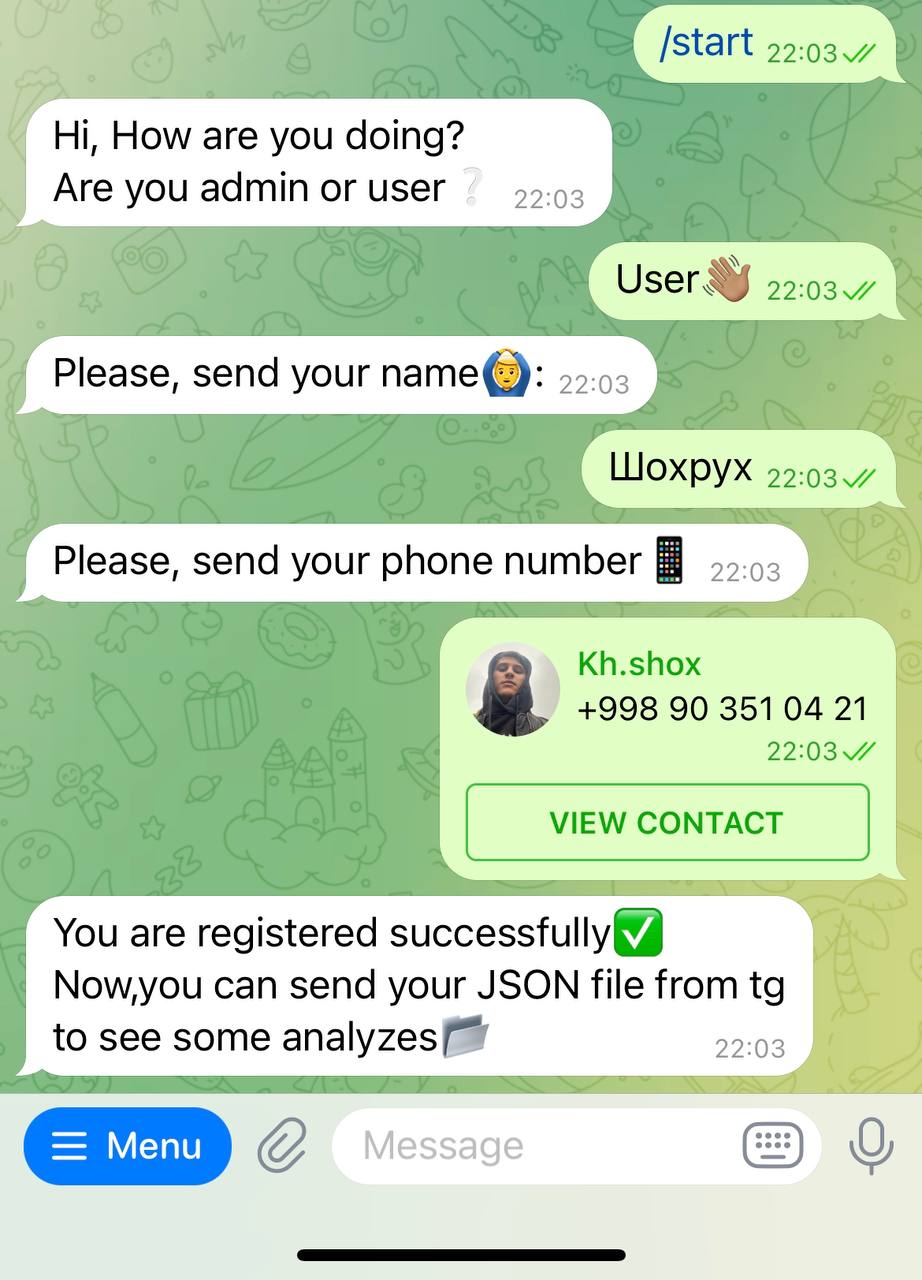 /start 22:03
Hi, How are you doing?
Are you admin or user❔ 22:03
User👋🏽 22:03
Please, send your name🙆‍♂️: 22:03
Шохрух 22:03
Please, send your phone number📱 22:03
Kh.shox
+998 90 351 04 21
22:03
VIEW CONTACT
You are registered successfully✅
Now,you can send your JSON file from tg
to see some analyzes📂 22:03
Menu
Message